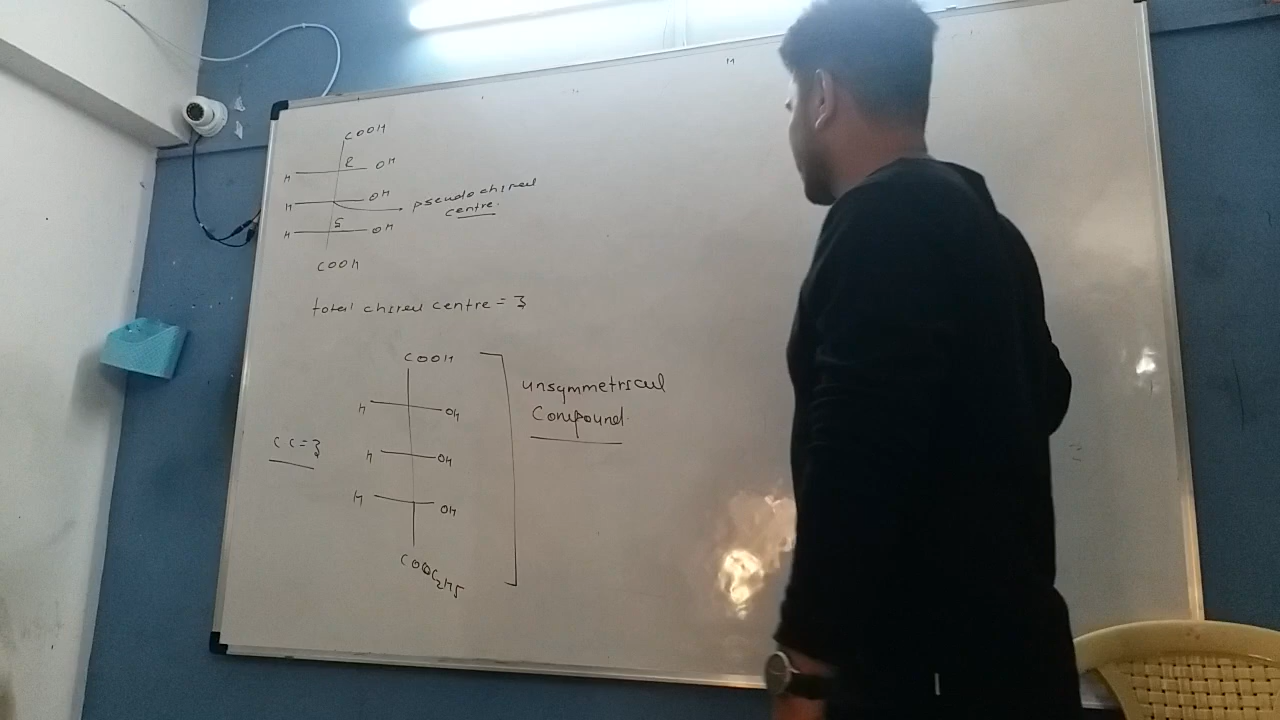 COOH
R
H OH
H OH
pseudo chiral
centre.
S
H OH
COOH
total chiral centre = 3
COOH
H OH
unsymmetrical
Compound.
CC = 3
H OH
H OH
COOC2H5